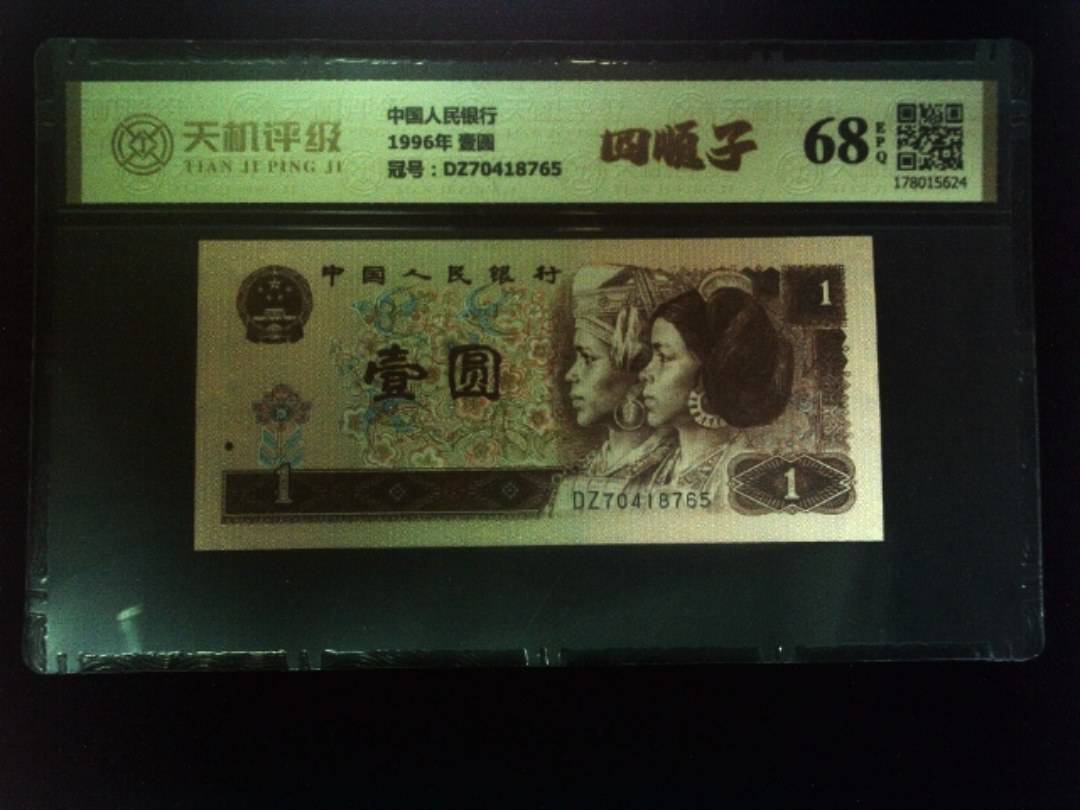 天机评级
TIAN JI PING JI
中国人民银行
1996年 壹圆
冠号：DZ70418765
四顺子
68
EPQ
178015624
中国人民银行
1
壹圆
1
DZ70418765
1